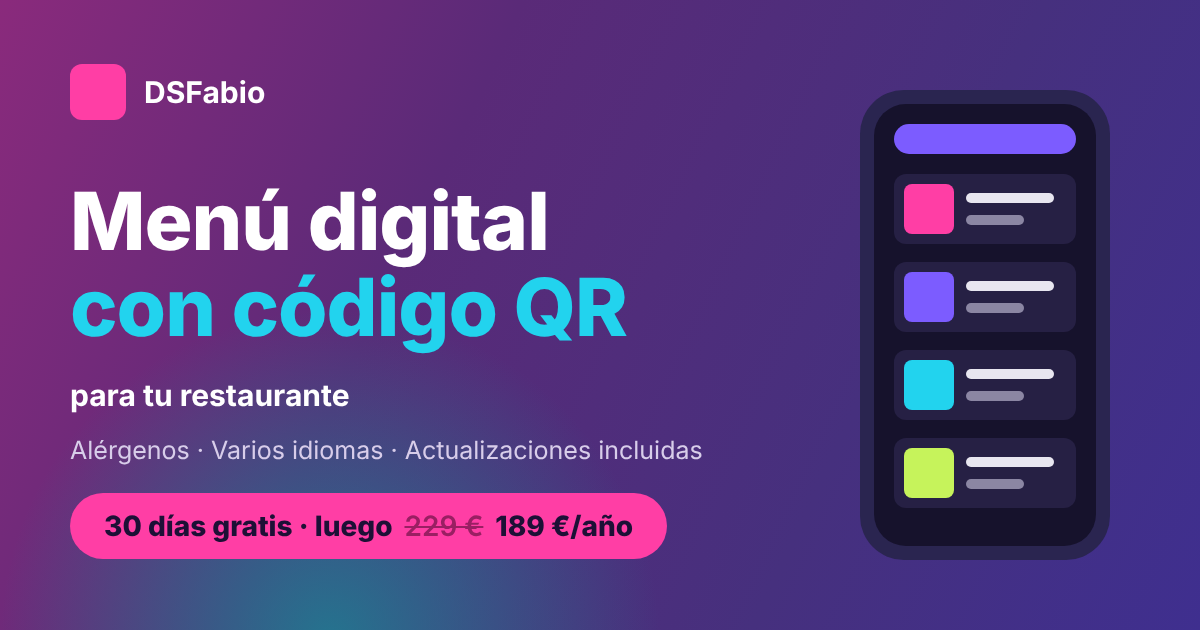 DSFabio
Menú digital
con código QR
para tu restaurante
Alérgenos · Varios idiomas · Actualizaciones incluidas
30 días gratis · luego 229 € 189 €/año